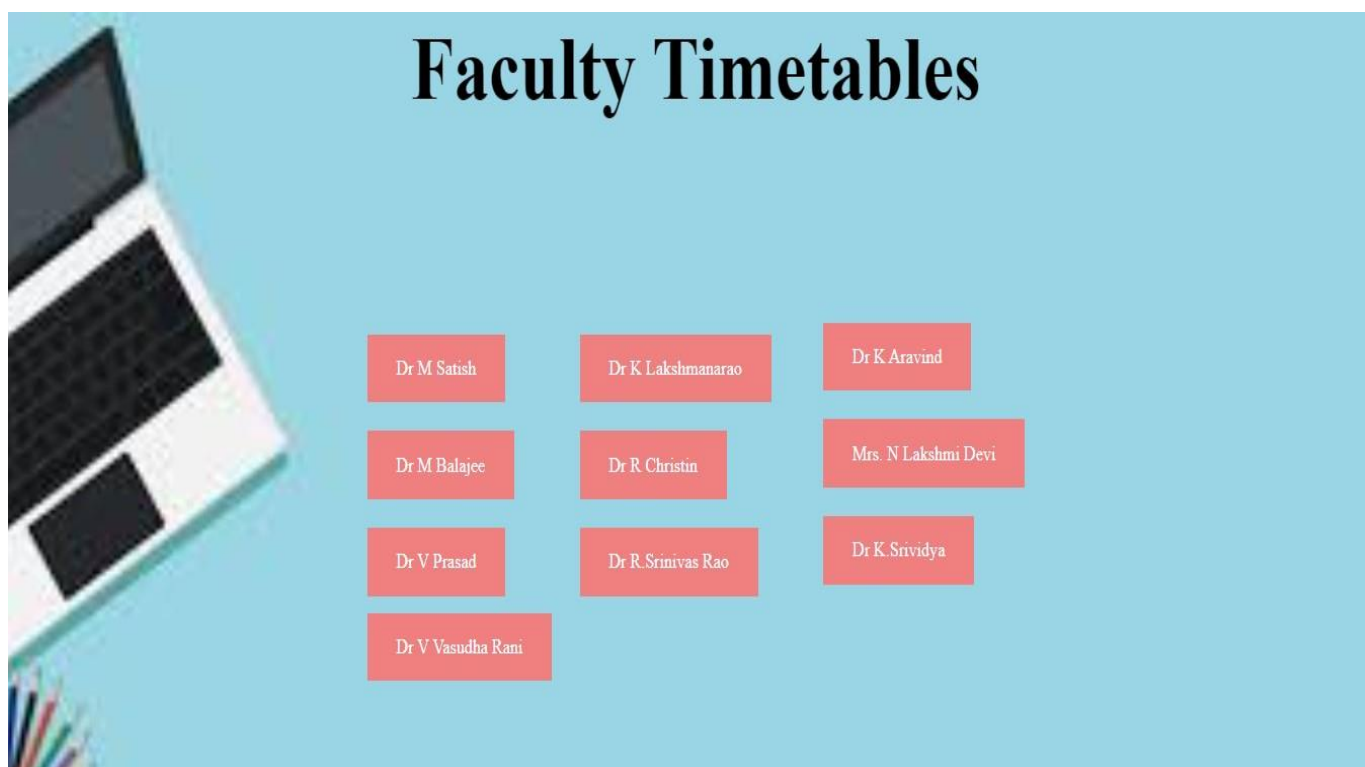 Faculty Timetables
Dr M Satish
Dr K Lakshmanarao
Dr K Aravind
Dr M Balajee
Dr R Christin
Mrs. N Lakshmi Devi
Dr V Prasad
Dr R.Srinivas Rao
Dr K.Srividya
Dr V Vasudha Rani